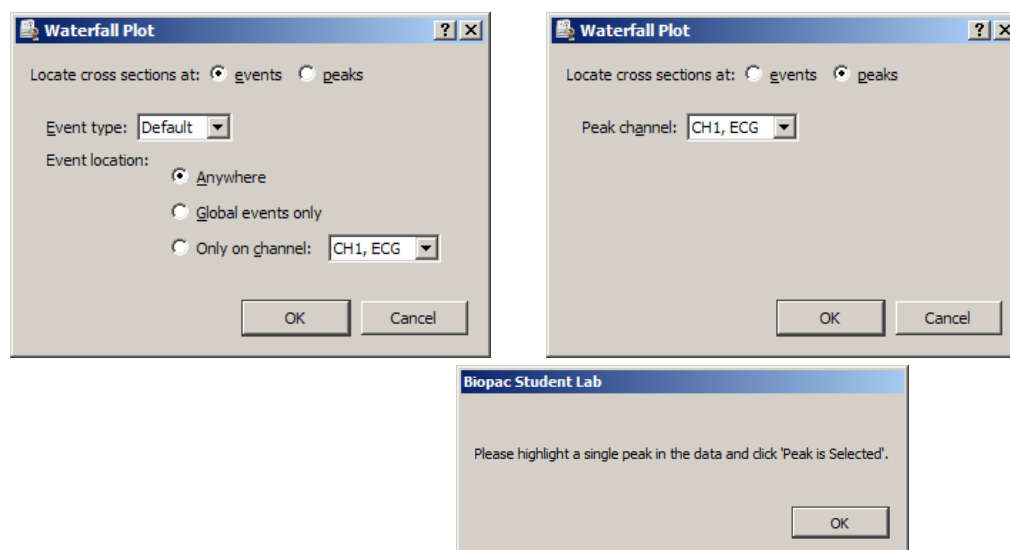 Waterfall Plot
Locate cross sections at: events peaks
Event type: Default
Event location:
Anywhere
Global events only
Only on channel: CH1, ECG
OK Cancel
Waterfall Plot
Locate cross sections at: events peaks
Peak channel: CH1, ECG
OK Cancel
Biopac Student Lab
Please highlight a single peak in the data and click 'Peak is Selected'.
OK